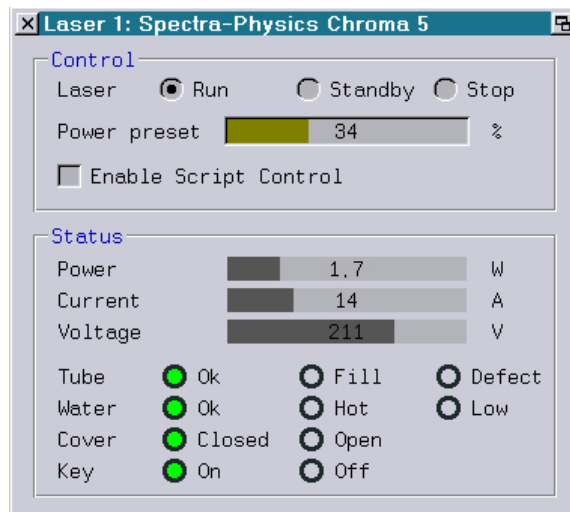 Laser 1: Spectra-Physics Chroma 5
Control
Laser Run Standby Stop
Power preset 34 %
Enable Script Control
Status
Power 1.7 W
Current 14 A
Voltage 211 V
Tube Ok Fill Defect
Water Ok Hot Low
Cover Closed Open
Key On Off